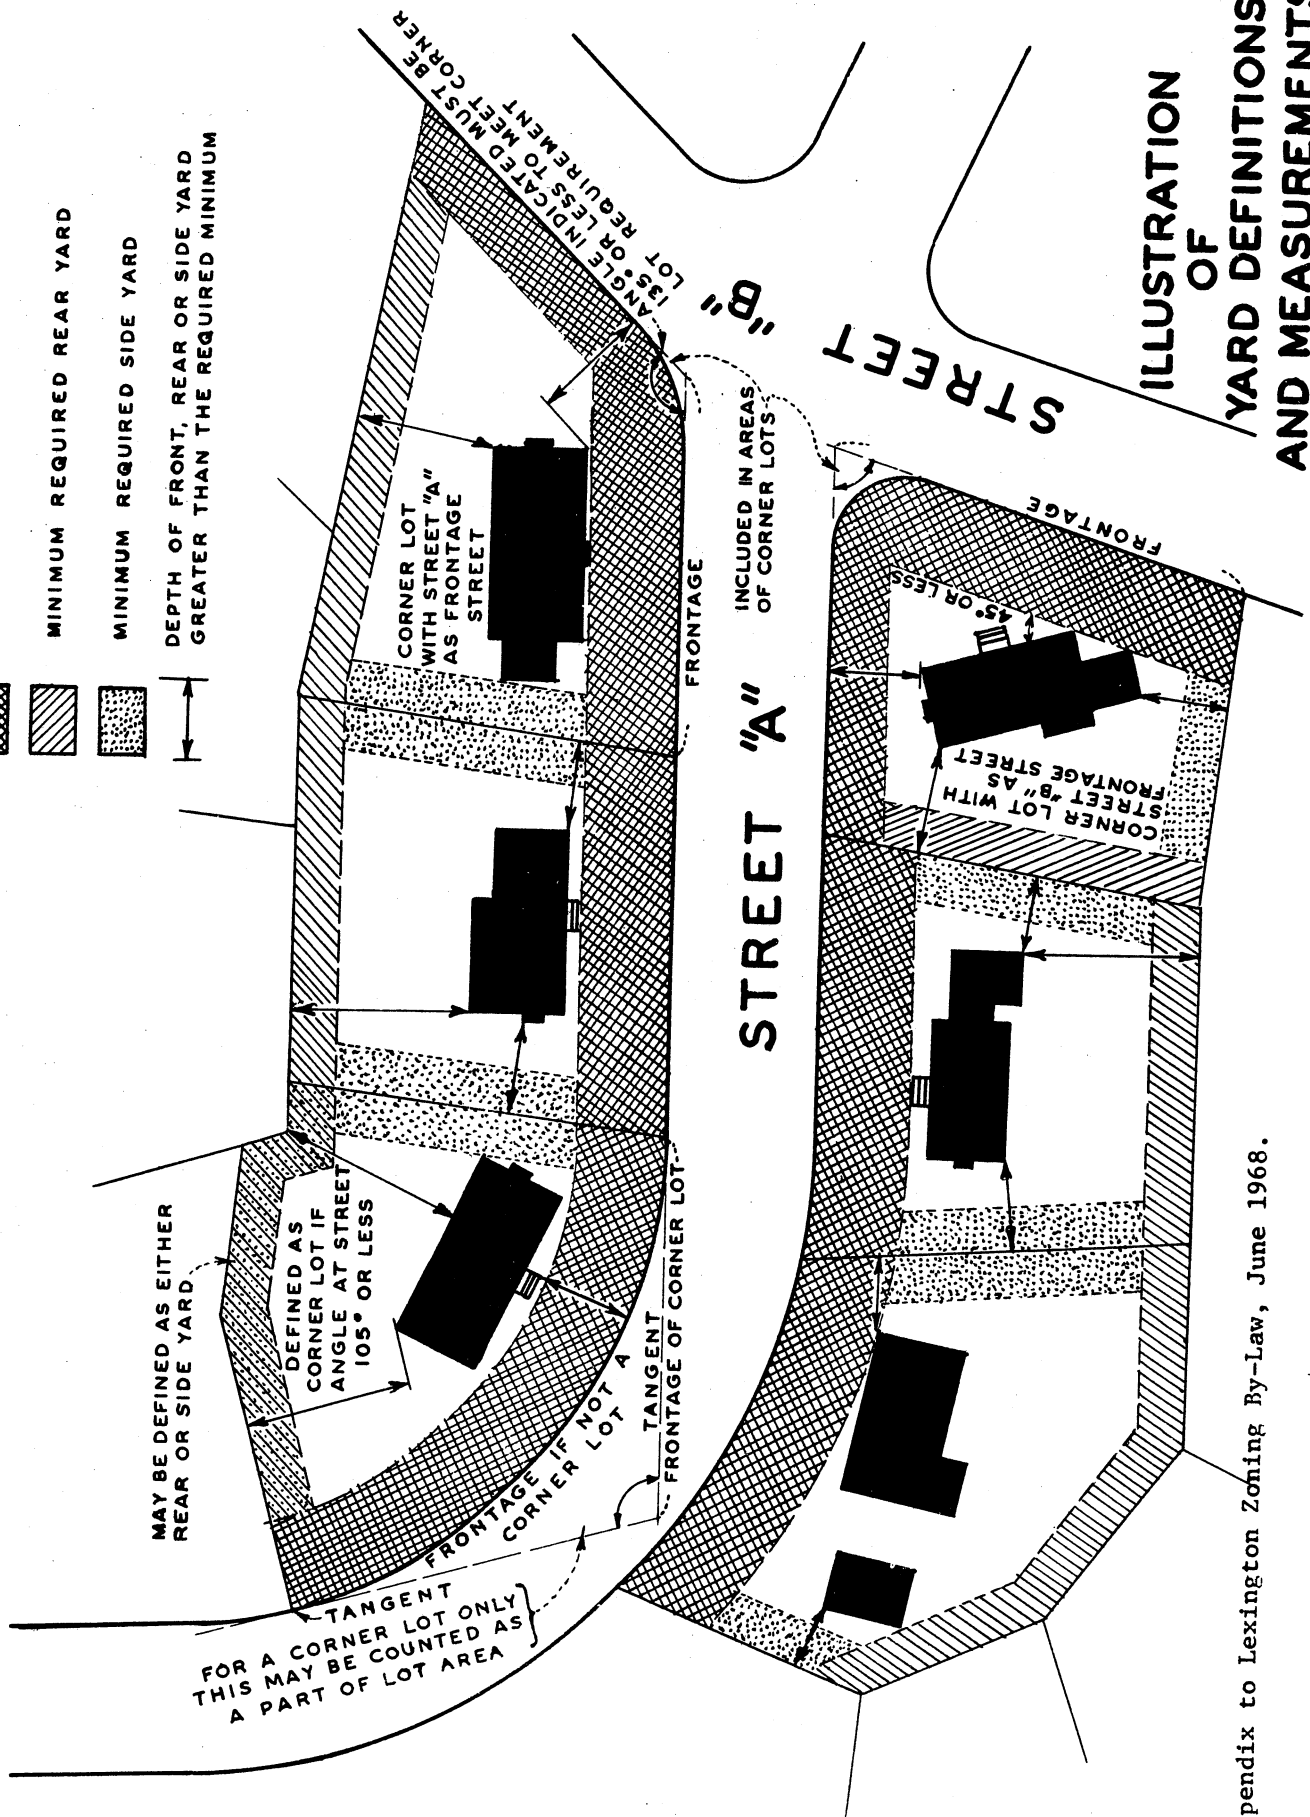 MINIMUM REQUIRED REAR YARD
MINIMUM REQUIRED SIDE YARD
DEPTH OF FRONT, REAR OR SIDE YARD
GREATER THAN THE REQUIRED MINIMUM
MAY BE DEFINED AS EITHER
REAR OR SIDE YARD
DEFINED AS
CORNER LOT IF
ANGLE AT STREET
105° OR LESS
CORNER LOT
WITH STREET "A"
AS FRONTAGE
STREET
ANGLE INDICATED MUST BE
135° OR LESS TO MEET CORNER
LOT REQUIREMENT
FRONTAGE IF NOT A
CORNER LOT
TANGENT
FRONTAGE OF CORNER LOT
FRONTAGE
TANGENT
FOR A CORNER LOT ONLY
THIS MAY BE COUNTED AS
A PART OF LOT AREA
STREET "A"
INCLUDED IN AREAS
OF CORNER LOTS
STREET "B"
FRONTAGE
45° OR LESS
CORNER LOT WITH
STREET "B" AS
FRONTAGE STREET
ILLUSTRATION
OF
YARD DEFINITIONS
AND MEASUREMENTS
pendix to Lexington Zoning By-Law, June 1968.